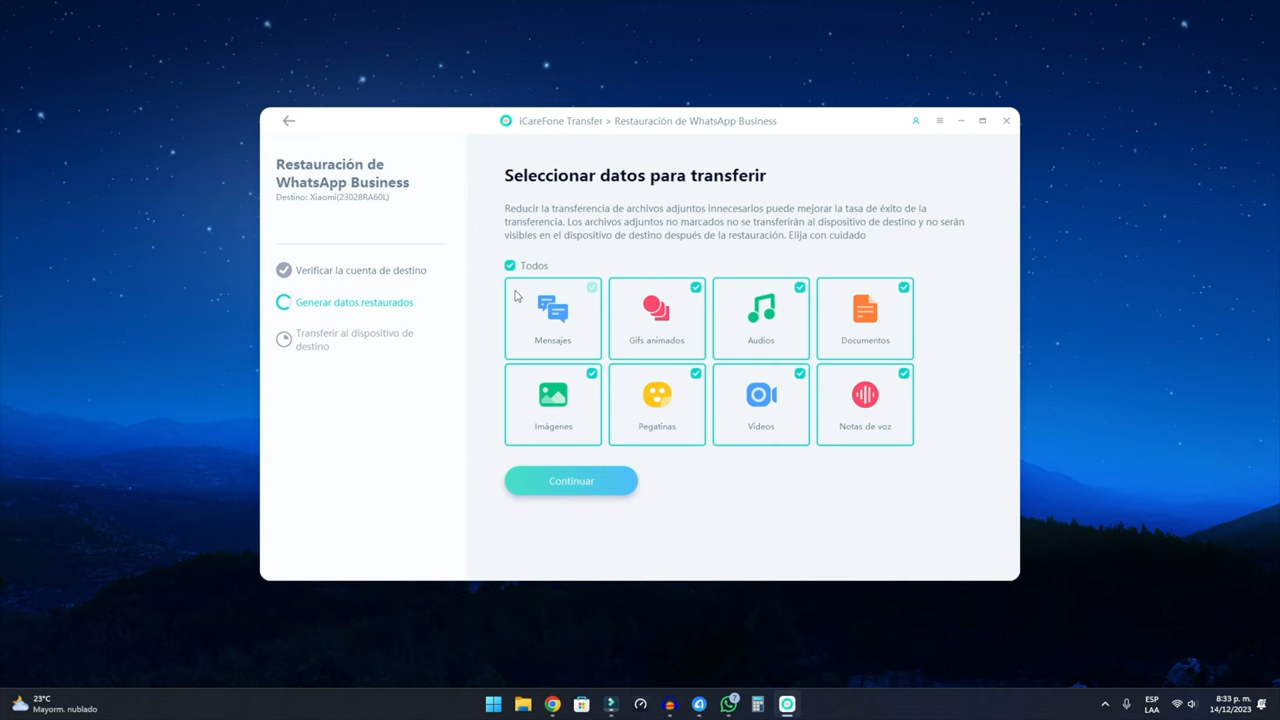 iCareFone Transfer > Restauración de WhatsApp Business
Restauración de
WhatsApp Business
Destino: Xiaomi(23028RA60L)
Verificar la cuenta de destino
Generar datos restaurados
Transferir al dispositivo de
destino
Seleccionar datos para transferir
Reducir la transferencia de archivos adjuntos innecesarios puede mejorar la tasa de éxito de la
transferencia. Los archivos adjuntos no marcados no se transferirán al dispositivo de destino y no serán
visibles en el dispositivo de destino después de la restauración. Elija con cuidado
Todos
Mensajes
Gifs animados
Audios
Documentos
Imágenes
Pegatinas
Videos
Notas de voz
Continuar
23°C
Mayorm. nublado
7
ESP
LAA
8:33 p. m.
14/12/2023